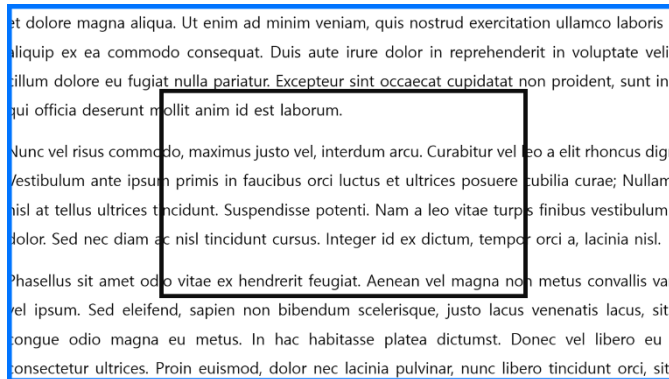 et dolore magna aliqua. Ut enim ad minim veniam, quis nostrud exercitation ullamco laboris
aliquip ex ea commodo consequat. Duis aute irure dolor in reprehenderit in voluptate veli
cillum dolore eu fugiat nulla pariatur. Excepteur sint occaecat cupidatat non proident, sunt in
qui officia deserunt mollit anim id est laborum.
Nunc vel risus commodo, maximus justo vel, interdum arcu. Curabitur vel leo a elit rhoncus dig
Vestibulum ante ipsum primis in faucibus orci luctus et ultrices posuere cubilia curae; Nullam
nisl at tellus ultrices tincidunt. Suspendisse potenti. Nam a leo vitae turpis finibus vestibulum
dolor. Sed nec diam ac nisl tincidunt cursus. Integer id ex dictum, tempor orci a, lacinia nisl.
Phasellus sit amet odio vitae ex hendrerit feugiat. Aenean vel magna non metus convallis va
vel ipsum. Sed eleifend, sapien non bibendum scelerisque, justo lacus venenatis lacus, sit
congue odio magna eu metus. In hac habitasse platea dictumst. Donec vel libero eu
consectetur ultrices. Proin euismod, dolor nec lacinia pulvinar, nunc libero tincidunt orci, sit